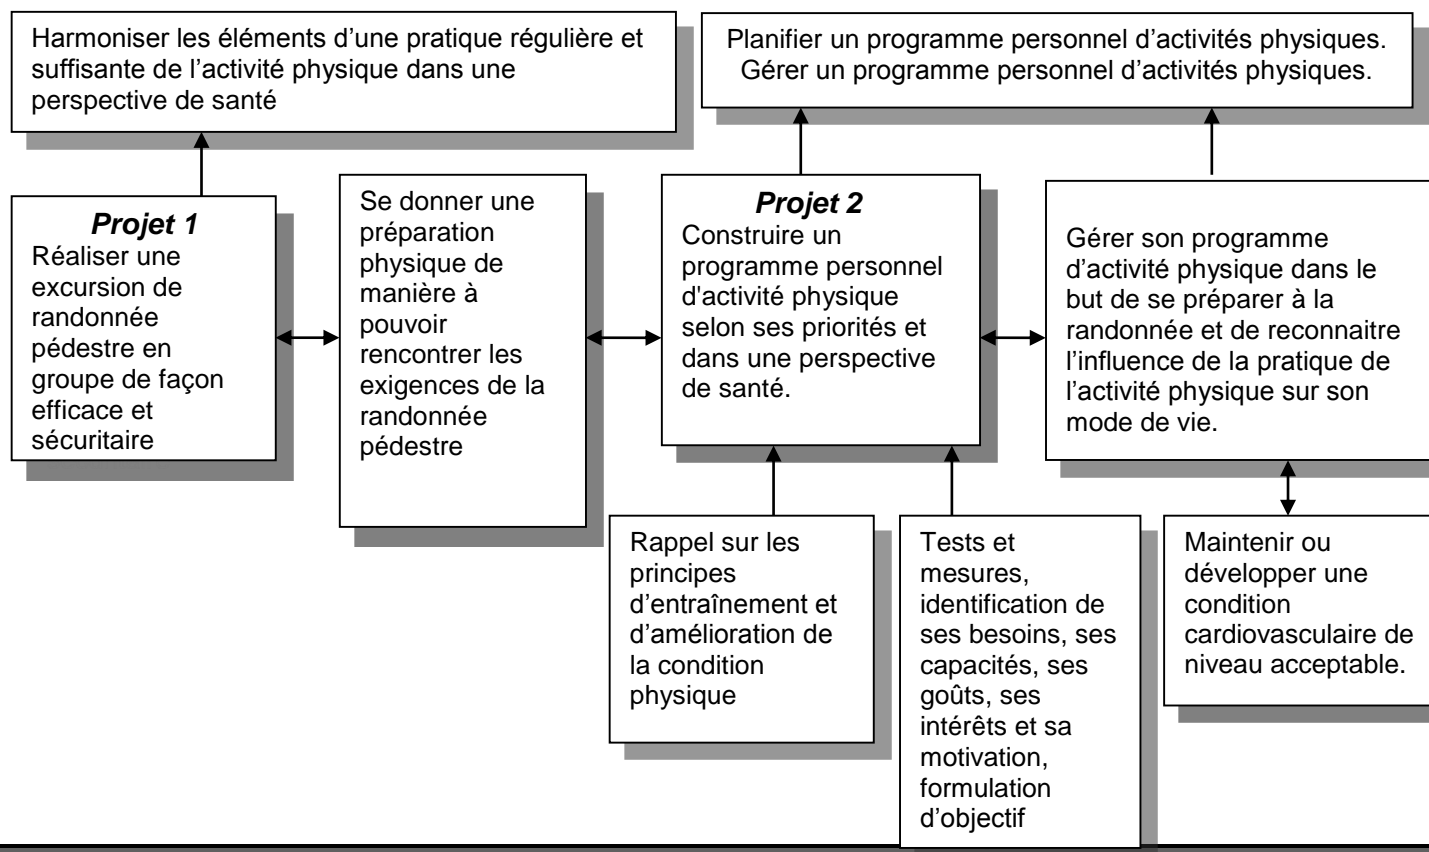 Harmoniser les éléments d’une pratique régulière et
suffisante de l’activité physique dans une
perspective de santé
Planifier un programme personnel d’activités physiques.
Gérer un programme personnel d’activités physiques.
Projet 1
Réaliser une
excursion de
randonnée
pédestre en
groupe de façon
efficace et
sécuritaire
Se donner une
préparation
physique de
manière à
pouvoir
rencontrer les
exigences de la
randonnée
pédestre
Projet 2
Construire un
programme personnel
d'activité physique
selon ses priorités et
dans une perspective
de santé.
Gérer son programme
d’activité physique dans le
but de se préparer à la
randonnée et de reconnaitre
l’influence de la pratique de
l’activité physique sur son
mode de vie.
Rappel sur les
principes
d’entraînement et
d’amélioration de
la condition
physique
Tests et
mesures,
identification de
ses besoins, ses
capacités, ses
goûts, ses
intérêts et sa
motivation,
formulation
d’objectif
Maintenir ou
développer une
condition
cardiovasculaire de
niveau acceptable.